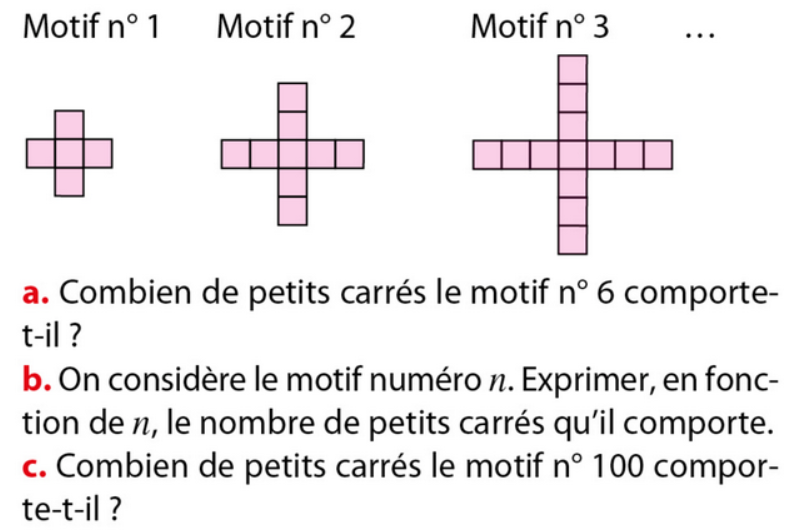 Motif n° 1 Motif n° 2 Motif n° 3 ...
a. Combien de petits carrés le motif n° 6 comporte-
t-il ?
b. On considère le motif numéro n. Exprimer, en fonc-
tion de n, le nombre de petits carrés qu’il comporte.
c. Combien de petits carrés le motif n° 100 compor-
te-t-il ?